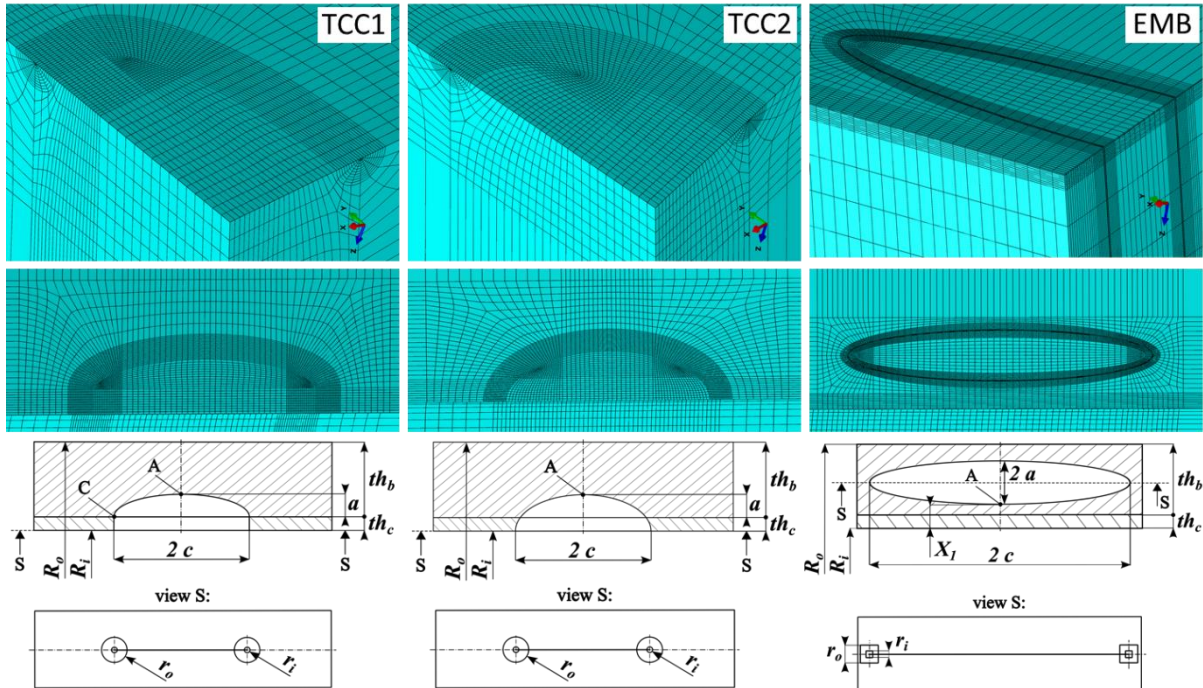 TCC1
TCC2
EMB
Y
X
Z
Y
X
Z
Y
X
Z
A
C
th_b
a
th_c
S
R_o
R_i
2 c
S
view S:
r_o
r_i
A
th_b
a
th_c
S
R_o
R_i
2 c
S
view S:
r_o
r_i
A
2 a
th_b
S
S
th_c
R_o
R_i
X_I
2 c
view S:
r_o
r_i